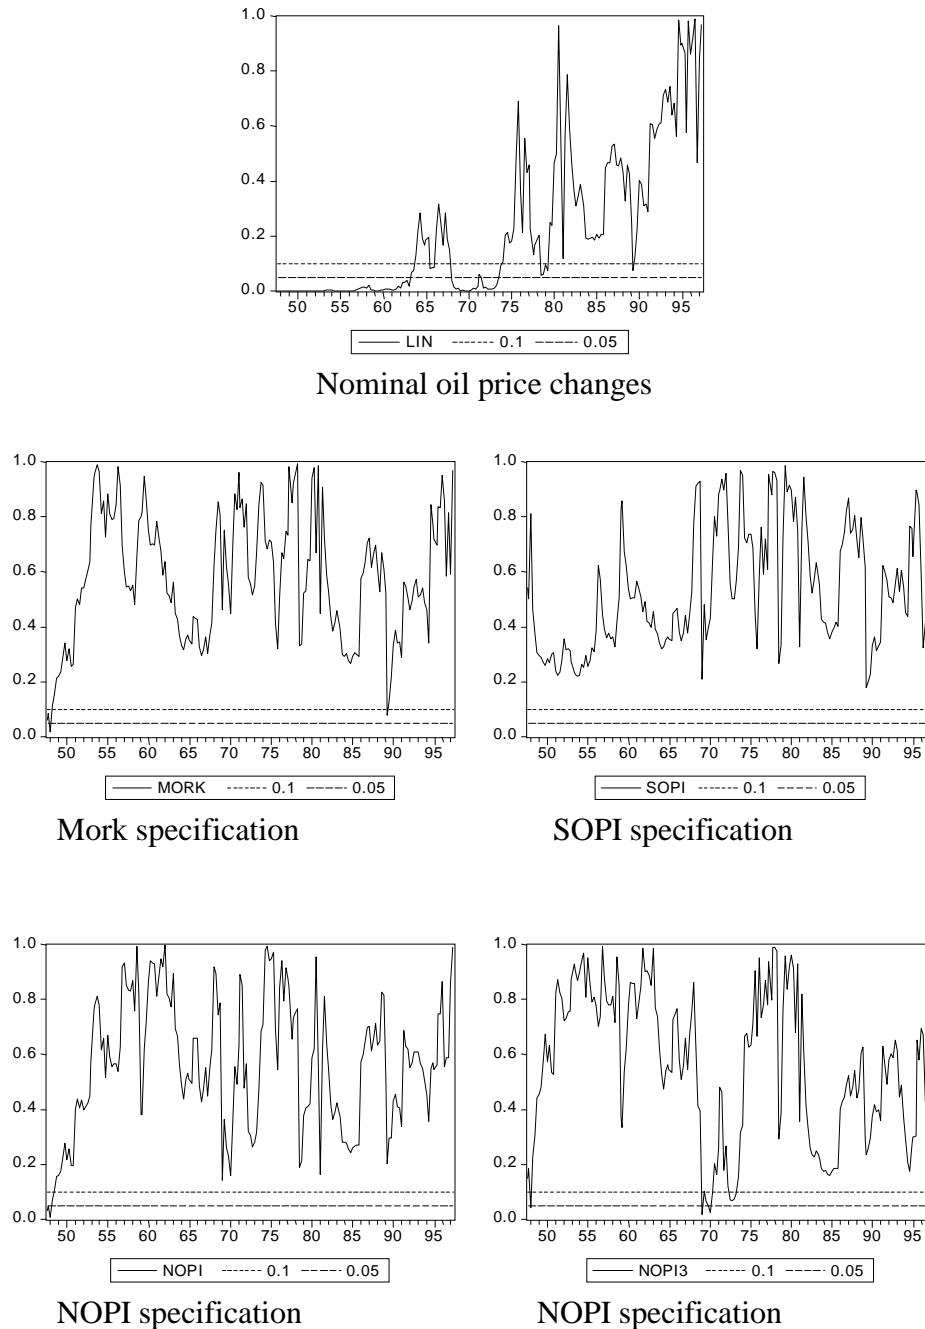 1.0
0.8
0.6
0.4
0.2
0.0
50 55 60 65 70 75 80 85 90 95
LIN 0.1 0.05
Nominal oil price changes
1.0
0.8
0.6
0.4
0.2
0.0
50 55 60 65 70 75 80 85 90 95
MORK 0.1 0.05
Mork specification
1.0
0.8
0.6
0.4
0.2
0.0
50 55 60 65 70 75 80 85 90 95
SOPI 0.1 0.05
SOPI specification
1.0
0.8
0.6
0.4
0.2
0.0
50 55 60 65 70 75 80 85 90 95
NOPI 0.1 0.05
NOPI specification
1.0
0.8
0.6
0.4
0.2
0.0
50 55 60 65 70 75 80 85 90 95
NOPI3 0.1 0.05
NOPI specification